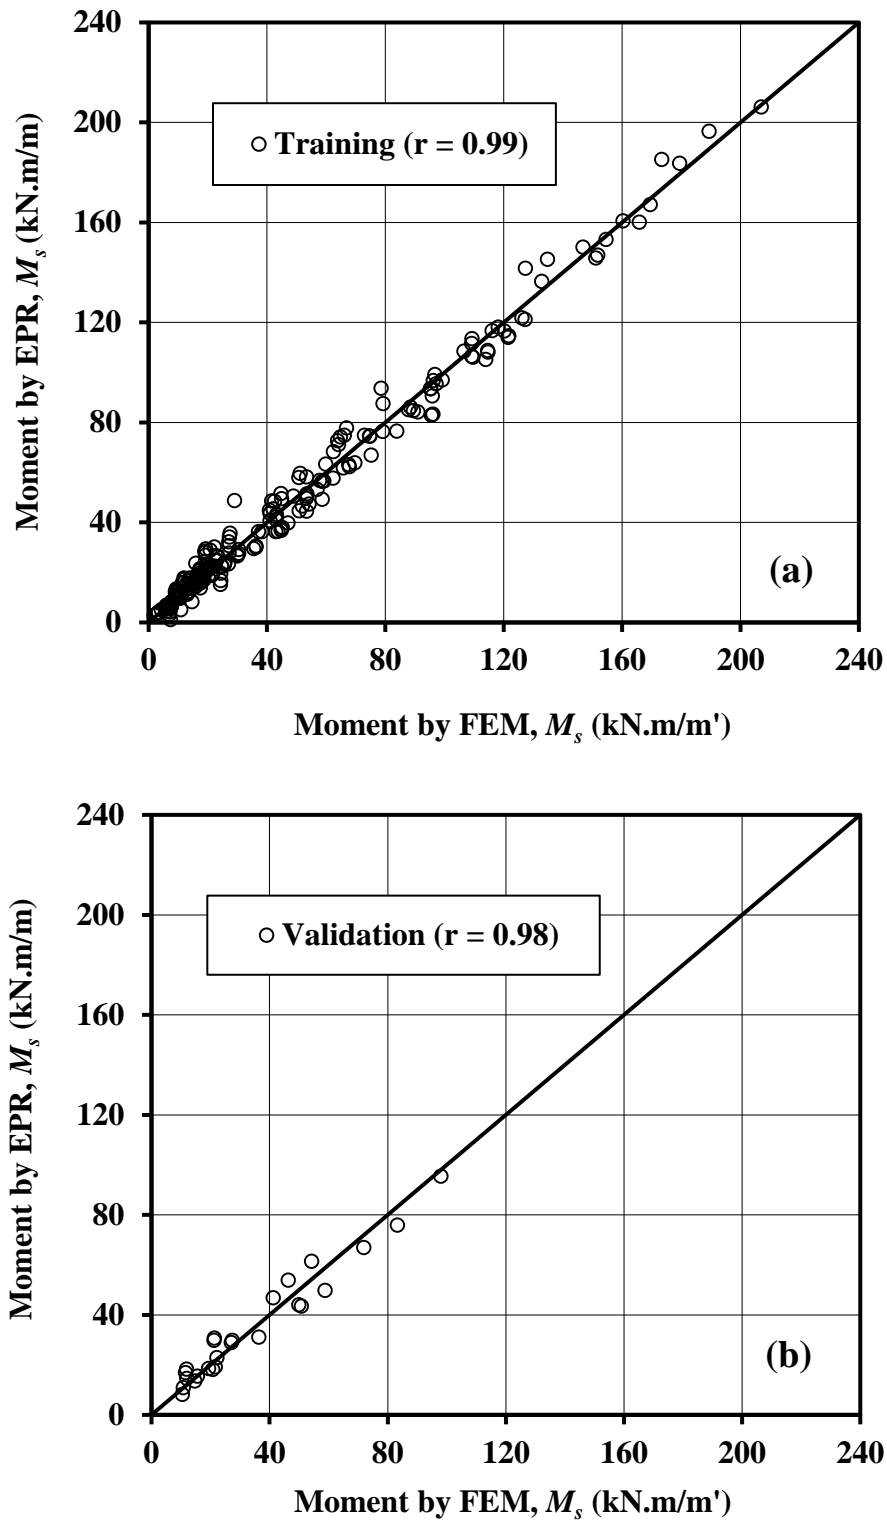 240
200
160
120
80
40
0
Moment by EPR, Ms (kN.m/m)
Training (r = 0.99)
(a)
0 40 80 120 160 200 240
Moment by FEM, Ms (kN.m/m')
240
200
160
120
80
40
0
Moment by EPR, Ms (kN.m/m)
Validation (r = 0.98)
(b)
0 40 80 120 160 200 240
Moment by FEM, Ms (kN.m/m')